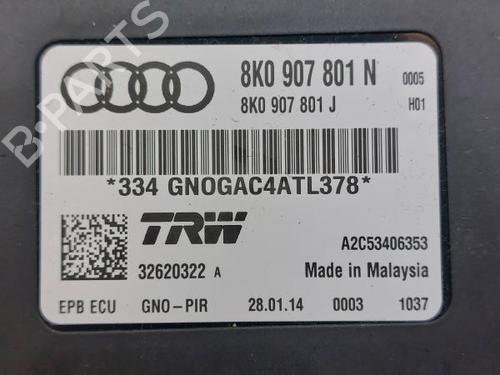 8K0 907 801 N 0005
8K0 907 801 J H01
*334 GNOGAC4ATL378*
TRW A2C53406353
32620322 A Made in Malaysia
EPB ECU GNO-PIR 28.01.14 0003 1037
B-PARTS